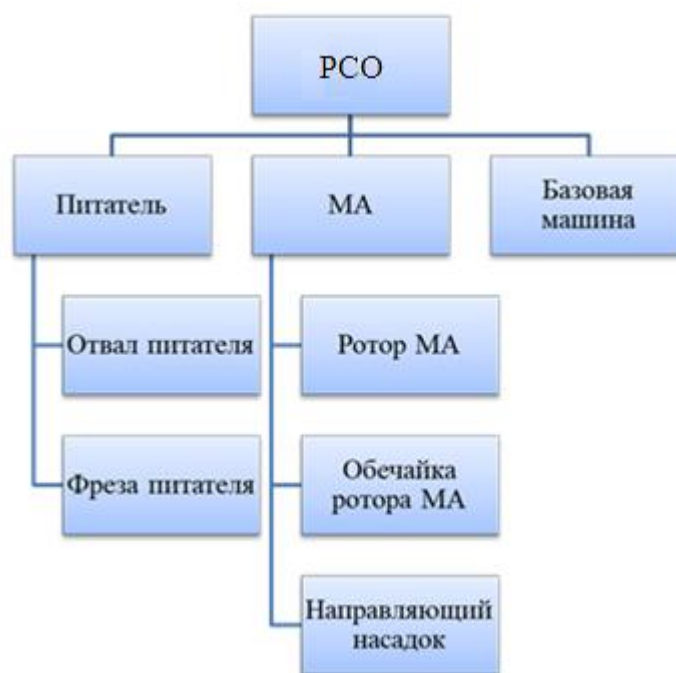 РСО
Питатель
МА
Базовая
машина
Отвал питателя
Ротор МА
Фреза питателя
Обечайка
ротора МА
Направляющий
насадок